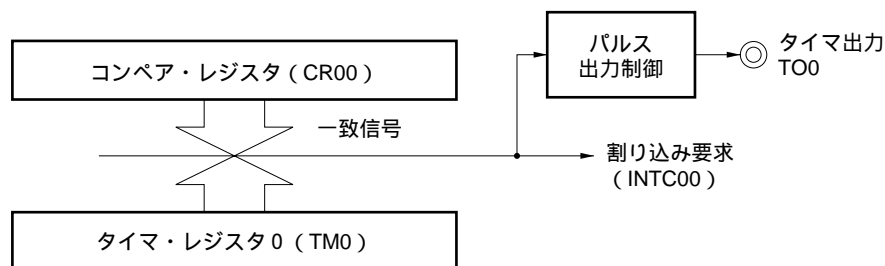 コンペア・レジスタ（CR00）
パルス
出力制御
タイマ出力
TO0
一致信号
割り込み要求
（INTC00）
タイマ・レジスタ0（TM0）